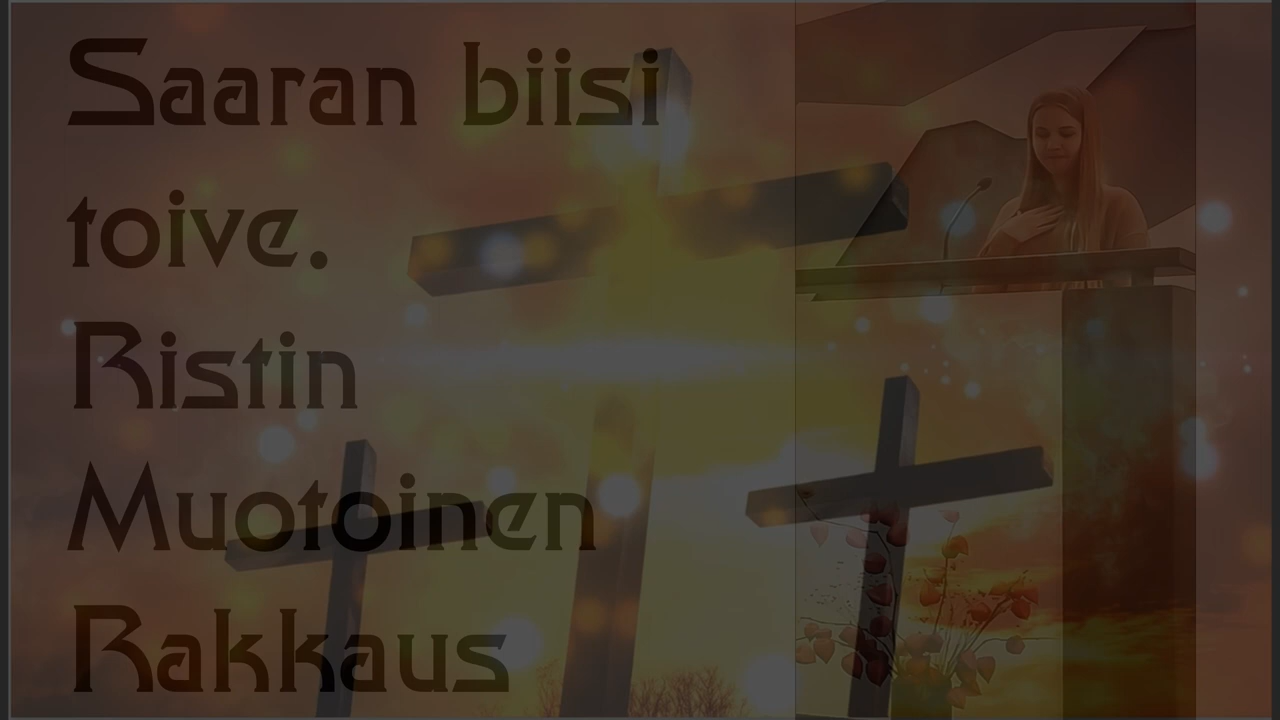 Saaran biisi
toive.
Ristin
Muotoinen
Rakkaus